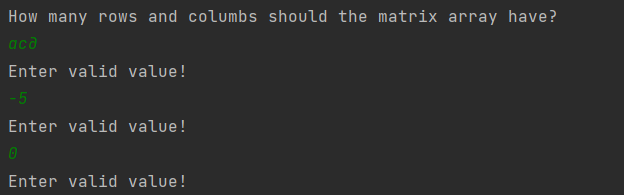 How many rows and columbs should the matrix array have?
acд
Enter valid value!
-5
Enter valid value!
0
Enter valid value!